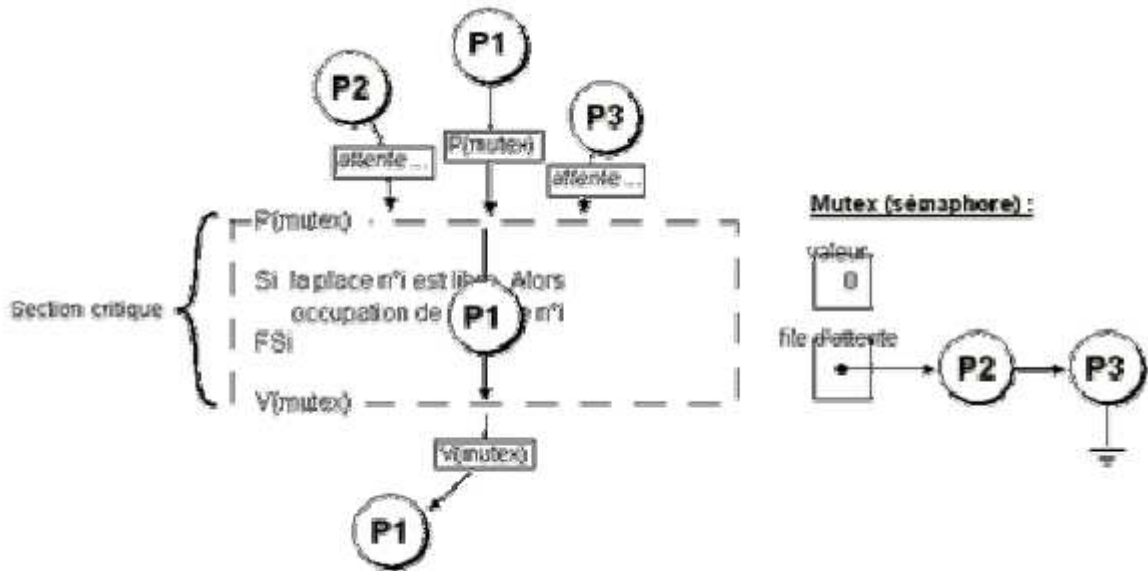 P1
P2
P3
P(mutex)
attente ...
attente ...
P(mutex)
Si la place n°i est libre Alors
occupation de n°i
FSi
V(mutex)
Section critique
P1
V(mutex)
P1
Mutex (sémaphore) :
valeur
0
file d'attente
P2
P3